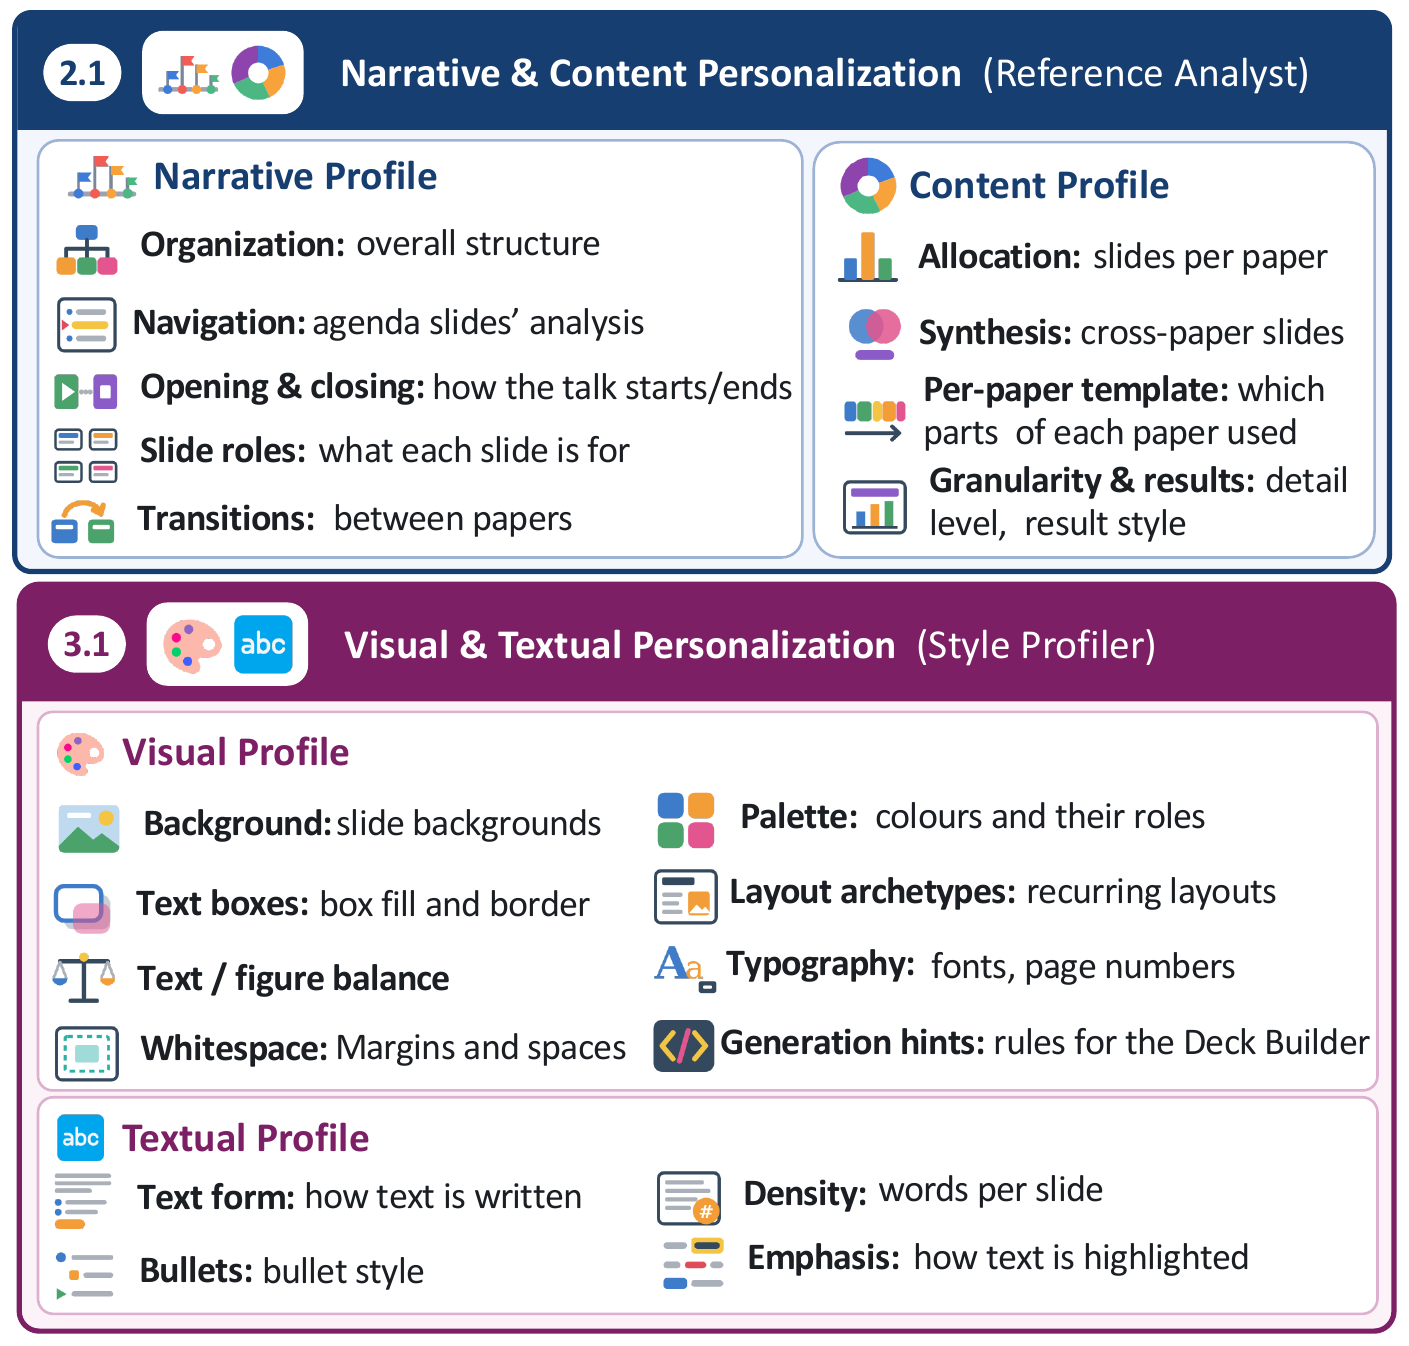 2.1 Narrative & Content Personalization (Reference Analyst)
Narrative Profile
Organization: overall structure
Navigation: agenda slides’ analysis
Opening & closing: how the talk starts/ends
Slide roles: what each slide is for
Transitions: between papers
Content Profile
Allocation: slides per paper
Synthesis: cross-paper slides
Per-paper template: which
parts of each paper used
Granularity & results: detail
level, result style
3.1 abc Visual & Textual Personalization (Style Profiler)
Visual Profile
Background: slide backgrounds
Text boxes: box fill and border
Text / figure balance
Whitespace: Margins and spaces
Palette: colours and their roles
Layout archetypes: recurring layouts
Aa Typography: fonts, page numbers
</> Generation hints: rules for the Deck Builder
abc Textual Profile
Text form: how text is written
Bullets: bullet style
# Density: words per slide
Emphasis: how text is highlighted